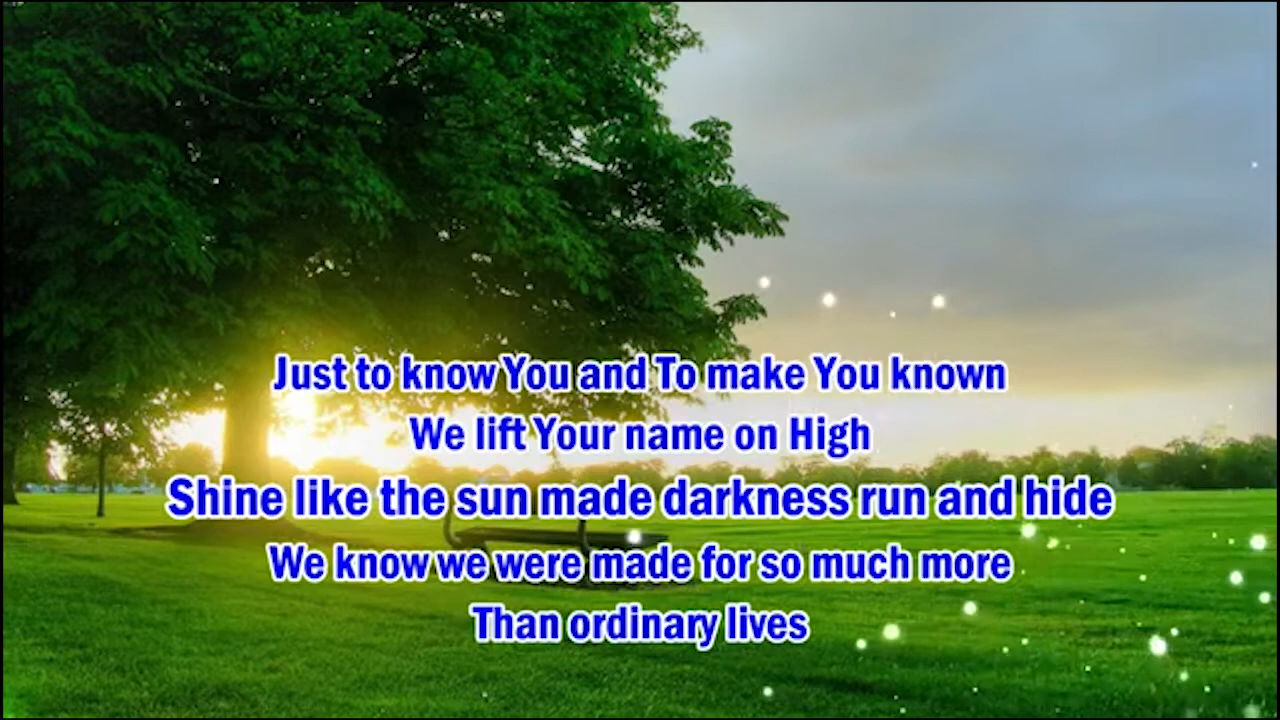 Just to know You and To make You known
We lift Your name on High
Shine like the sun made darkness run and hide
We know we were made for so much more
Than ordinary lives